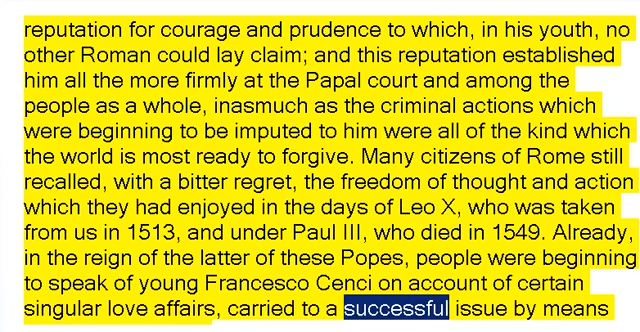 reputation for courage and prudence to which, in his youth, no
other Roman could lay claim; and this reputation established
him all the more firmly at the Papal court and among the
people as a whole, inasmuch as the criminal actions which
were beginning to be imputed to him were all of the kind which
the world is most ready to forgive. Many citizens of Rome still
recalled, with a bitter regret, the freedom of thought and action
which they had enjoyed in the days of Leo X, who was taken
from us in 1513, and under Paul III, who died in 1549. Already,
in the reign of the latter of these Popes, people were beginning
to speak of young Francesco Cenci on account of certain
singular love affairs, carried to a successful issue by means